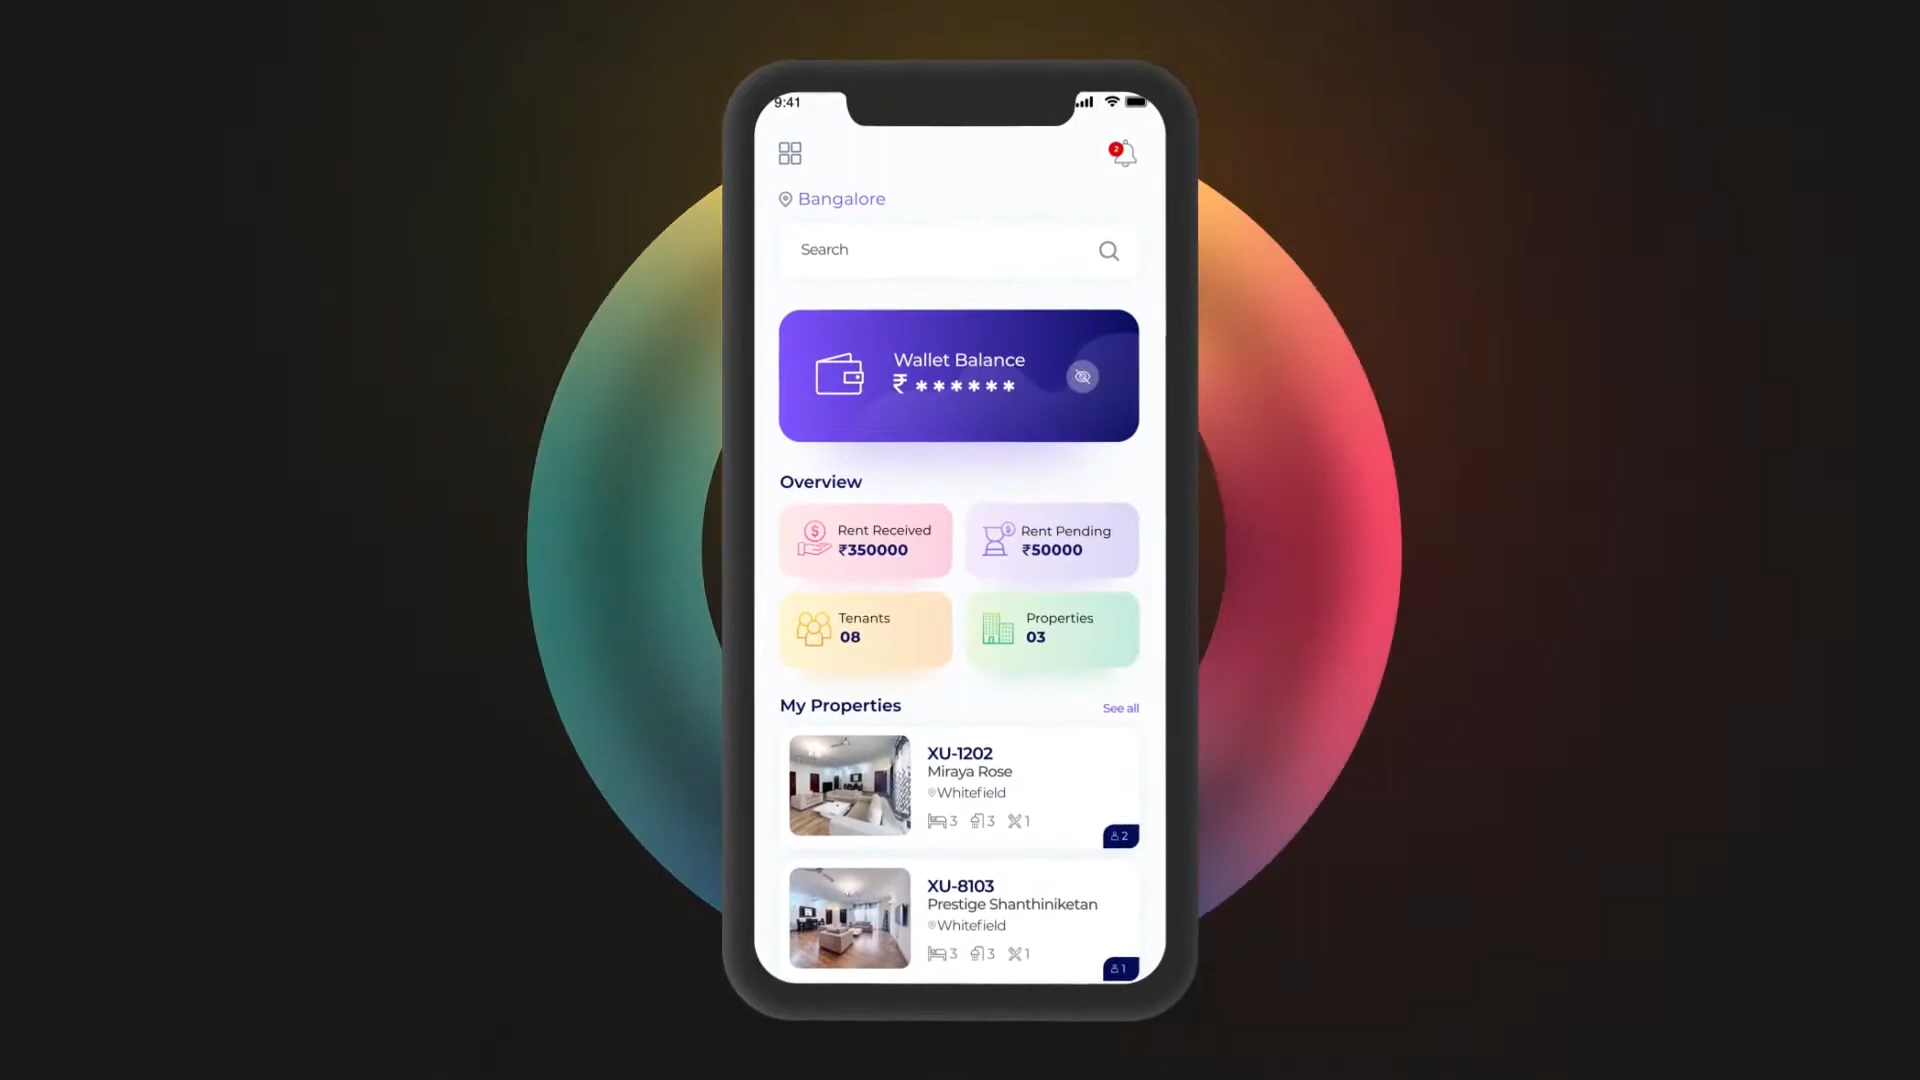 9:41
2
Bangalore
Search
Wallet Balance
₹ ******
Overview
Rent Received
₹350000
Rent Pending
₹50000
Tenants
08
Properties
03
My Properties
See all
XU-1202
Miraya Rose
Whitefield
3 3 1
2
XU-8103
Prestige Shanthiniketan
Whitefield
3 3 1
1